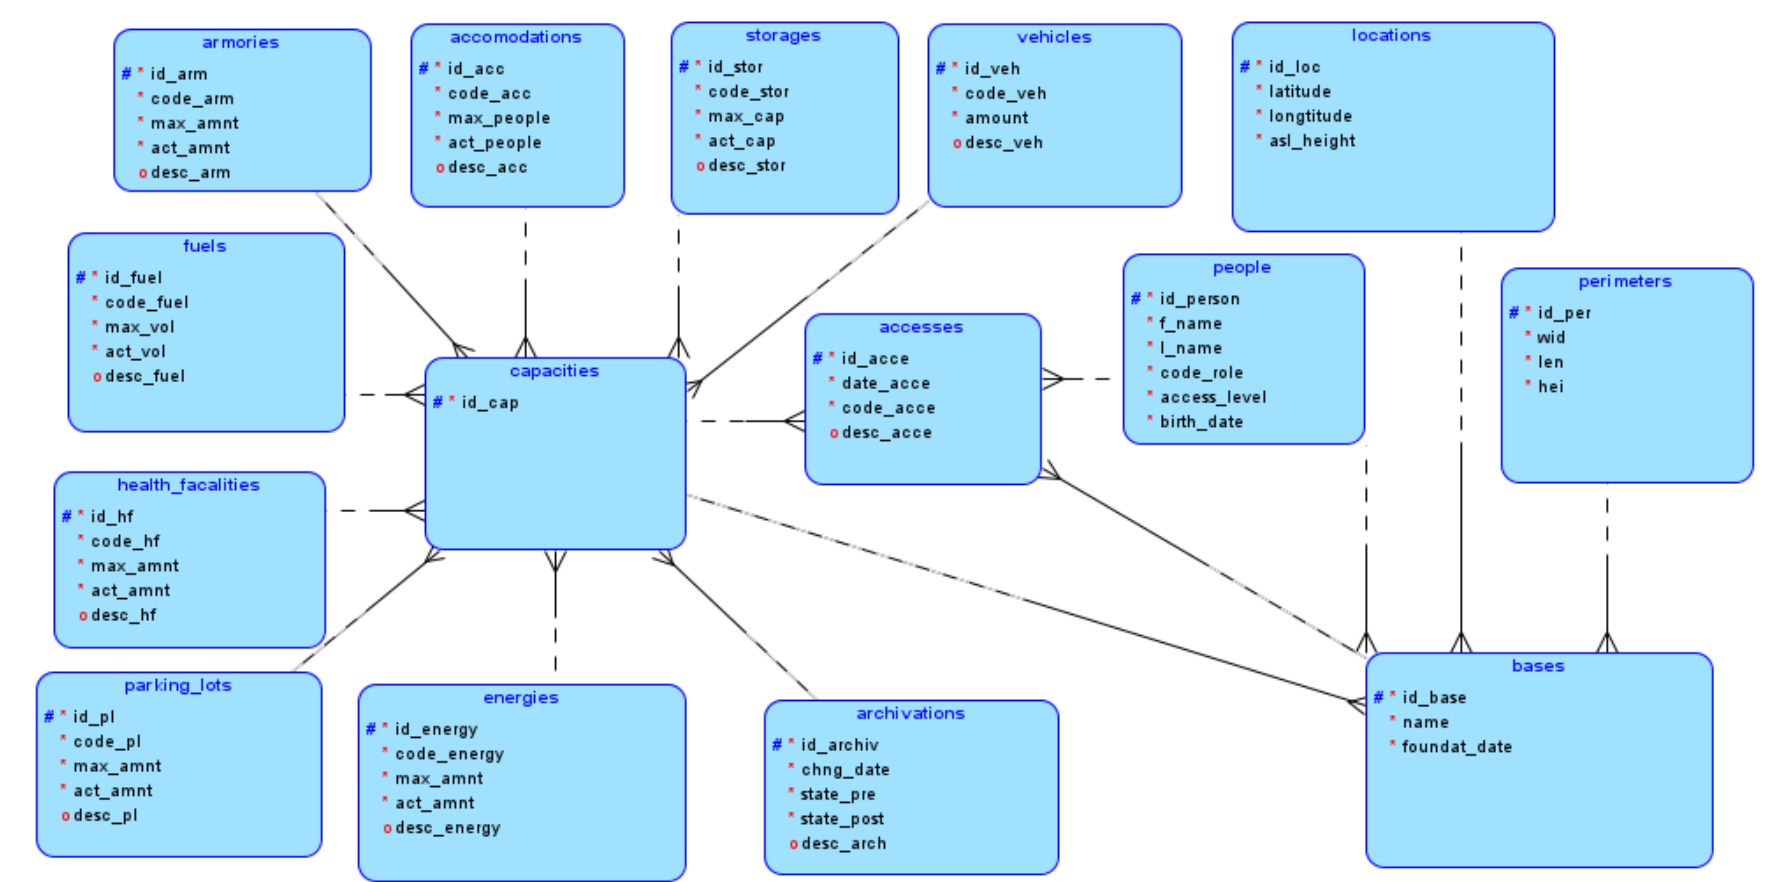 armories
# * id_arm
* code_arm
* max_amnt
* act_amnt
o desc_arm
accomodations
# * id_acc
* code_acc
* max_people
* act_people
o desc_acc
storages
# * id_stor
* code_stor
* max_cap
* act_cap
o desc_stor
vehicles
# * id_veh
* code_veh
* amount
o desc_veh
locations
# * id_loc
* latitude
* longtitude
* asl_height
fuels
# * id_fuel
* code_fuel
* max_vol
* act_vol
o desc_fuel
capacities
# * id_cap
accesses
# * id_acce
* date_acce
* code_acce
o desc_acce
people
# * id_person
* f_name
* l_name
* code_role
* access_level
* birth_date
perimeters
# * id_per
* wid
* len
* hei
health_facalities
# * id_hf
* code_hf
* max_amnt
* act_amnt
o desc_hf
parking_lots
# * id_pl
* code_pl
* max_amnt
* act_amnt
o desc_pl
energies
# * id_energy
* code_energy
* max_amnt
* act_amnt
o desc_energy
archivations
# * id_archiv
* chng_date
* state_pre
* state_post
o desc_arch
bases
# * id_base
* name
* foundat_date